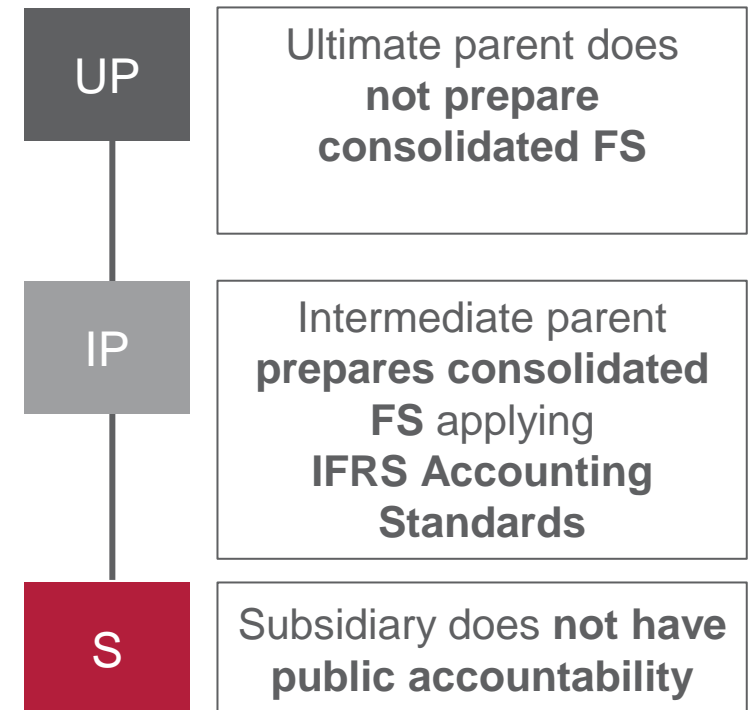 UP
Ultimate parent does
not prepare
consolidated FS
IP
Intermediate parent
prepares consolidated
FS applying
IFRS Accounting
Standards
S
Subsidiary does not have
public accountability